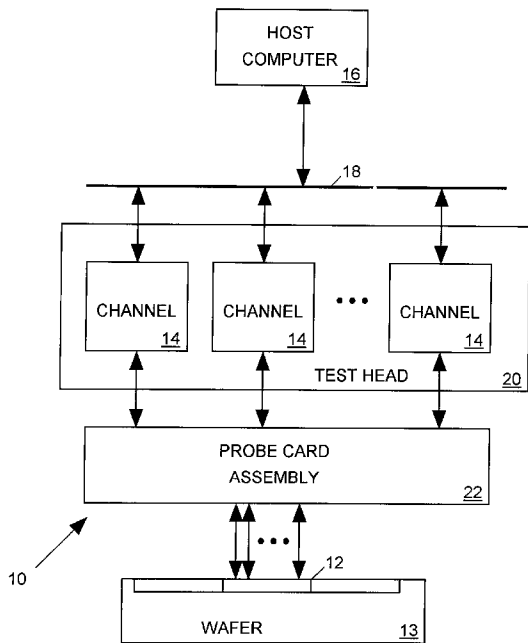 HOST
COMPUTER
16
18
CHANNEL
14
CHANNEL
14
•••
CHANNEL
14
TEST HEAD
20
PROBE CARD
ASSEMBLY
22
•••
10
12
WAFER
13